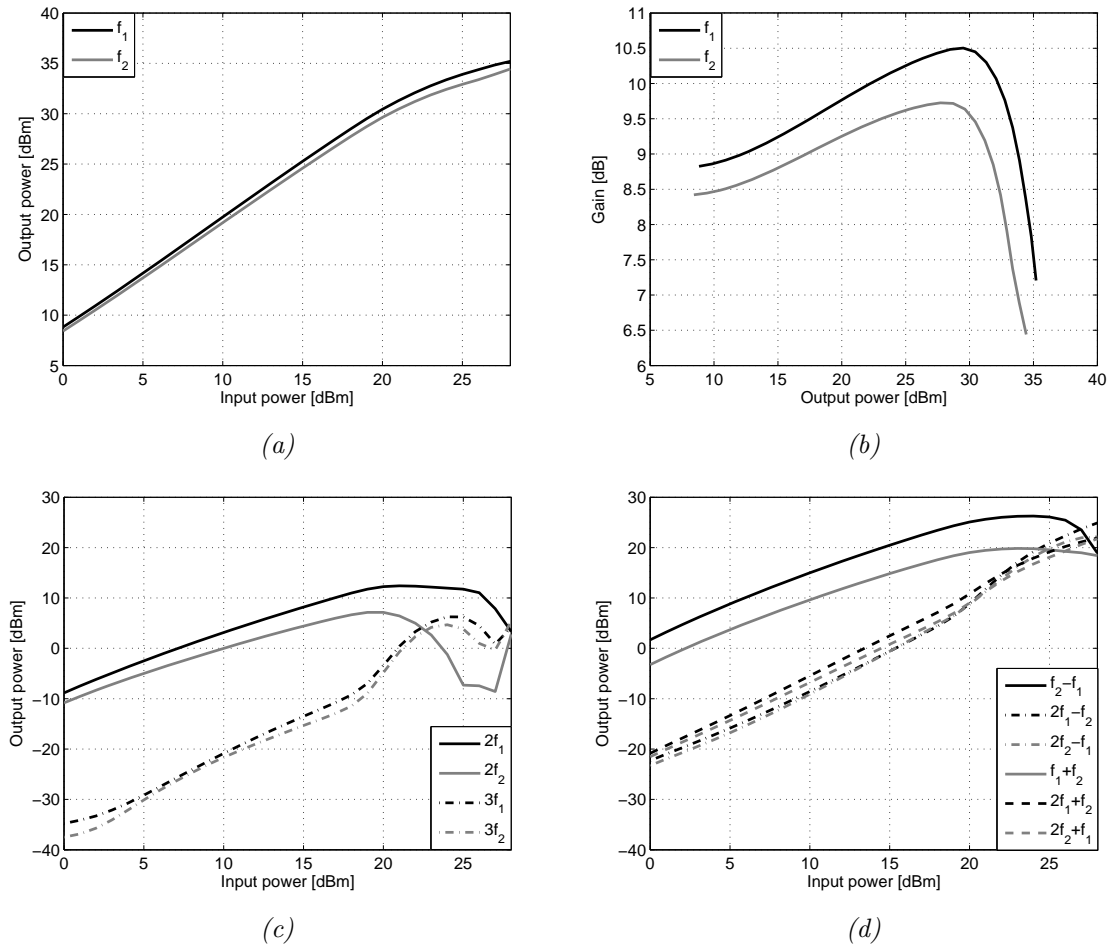 40
35
30
25
20
15
10
5
0 5 10 15 20 25
Output power [dBm]
Input power [dBm]
f1
f2
(a)
11
10.5
10
9.5
9
8.5
8
7.5
7
6.5
6
5 10 15 20 25 30 35 40
Gain [dB]
Output power [dBm]
f1
f2
(b)
30
20
10
0
−10
−20
−30
−40
0 5 10 15 20 25
Output power [dBm]
Input power [dBm]
2f1
2f2
3f1
3f2
(c)
30
20
10
0
−10
−20
−30
−40
0 5 10 15 20 25
Output power [dBm]
Input power [dBm]
f2−f1
2f1−f2
2f2−f1
f1+f2
2f1+f2
2f2+f1
(d)